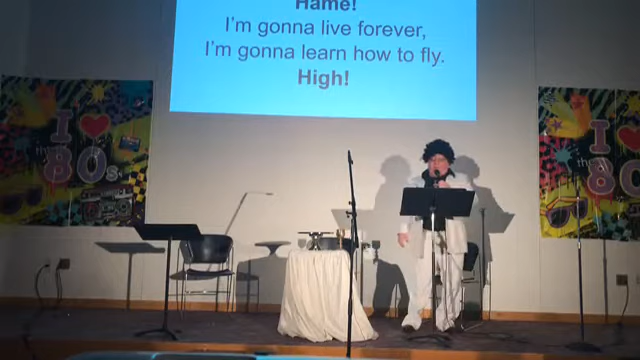 Hame!
I'm gonna live forever,
I'm gonna learn how to fly.
High!
I
the
80s
I
the
80